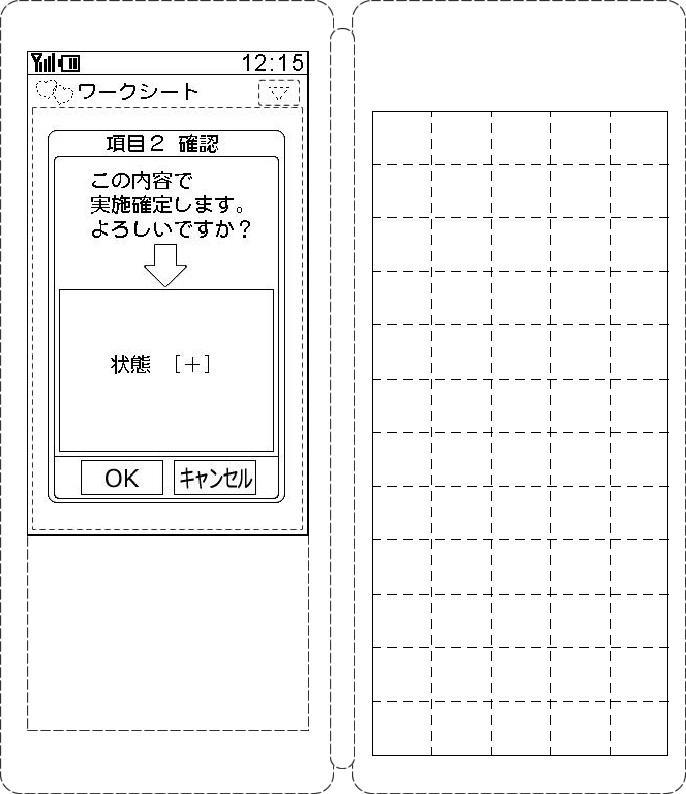 12:15
ワークシート
項目2 確認
この内容で
実施確定します。
よろしいですか？
状態 [＋]
OK キャンセル